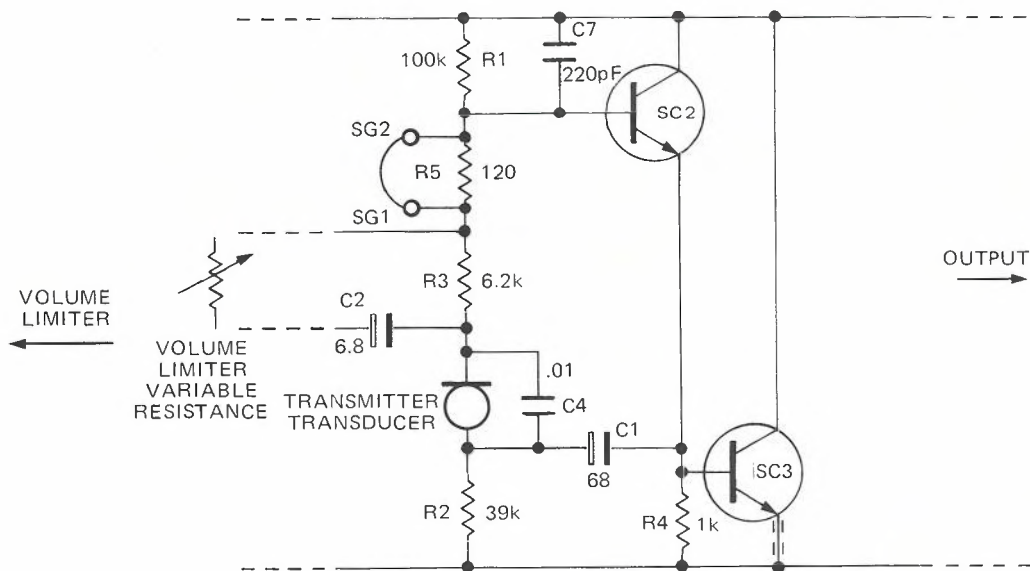 C7
100k R1
220pF
SC2
SG2
R5 120
SG1
R3 6.2k
OUTPUT
VOLUME
LIMITER
C2
6.8
VOLUME
LIMITER
VARIABLE
RESISTANCE
.01
TRANSMITTER
TRANSDUCER
C4
C1
68
SC3
R2 39k
R4 1k